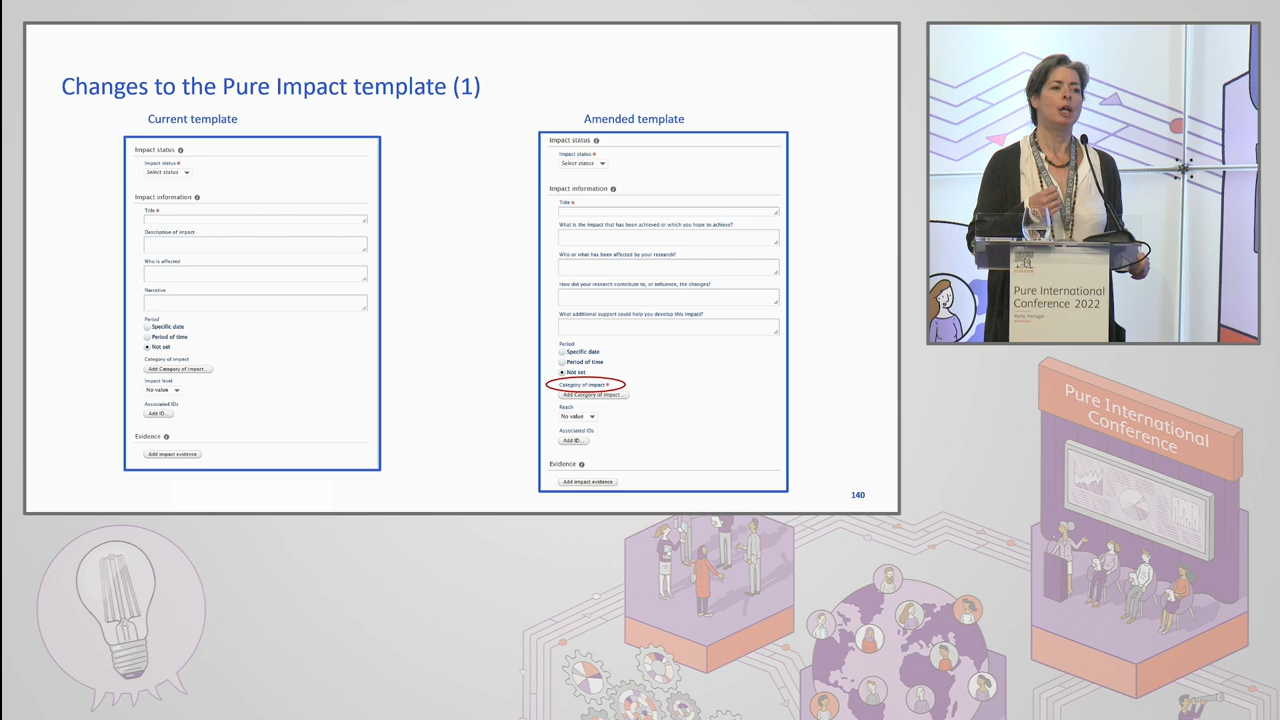 Changes to the Pure Impact template (1)
Current template
Impact status
Impact status *
Select status
Impact information
Title *
Description of impact
Who is affected
Narrative
Period
Specific date
Period of time
Not set
Category of impact
Add Category of impact...
Impact level
No value
Associated IDs
Add ID...
Evidence
Add impact evidence
Amended template
Impact status
Impact status *
Select status
Impact information
Title *
What is the impact that has been achieved or which you hope to achieve?
Who or what has been affected by your research?
How did your research contribute to, or influence, the changes?
What additional support could help you develop this impact?
Period
Specific date
Period of time
Not set
Category of impact *
Add Category of impact...
Reach
No value
Associated IDs
Add ID...
Evidence
Add impact evidence
140
ELSEVIER
Pure International
Conference 2022
Porto, Portugal
Pure International
Conference